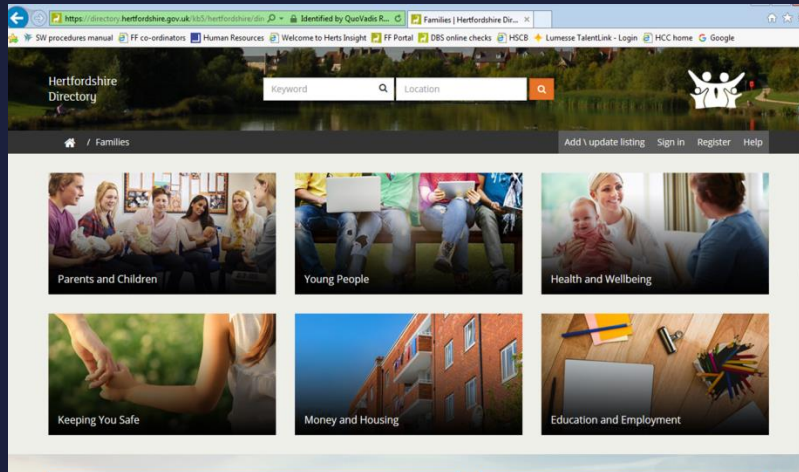 https://directory.hertfordshire.gov.uk/kb5/hertfordshire/dir
Identified by QuoVadis R...
Families | Hertfordshire Dir...
SW procedures manual
FF co-ordinators
Human Resources
Welcome to Herts Insight
FF Portal
DBS online checks
HSCB
Lumesse TalentLink - Login
HCC home
Google
Hertfordshire
Directory
Keyword
Location
/ Families
Add \ update listing
Sign in
Register
Help
Parents and Children
Young People
Health and Wellbeing
Keeping You Safe
Money and Housing
Education and Employment